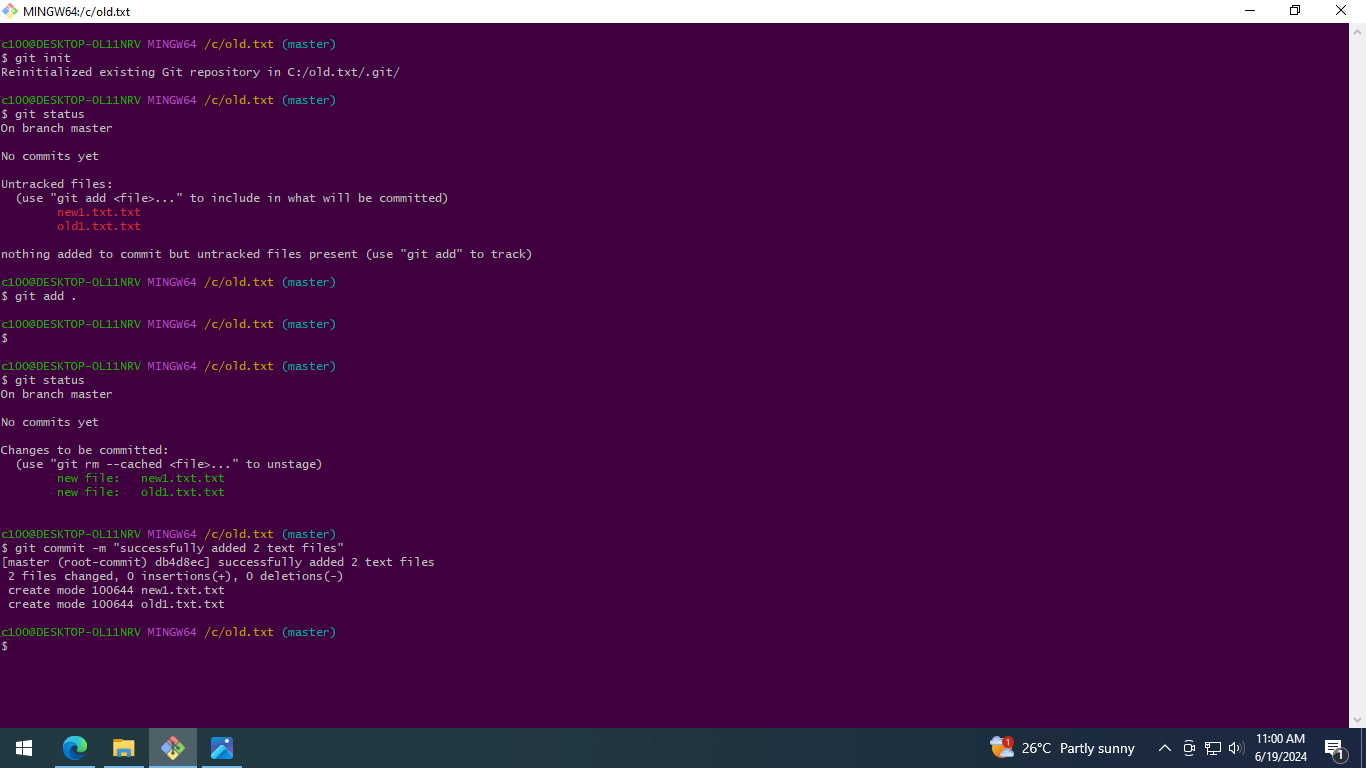 MINGW64:/c/old.txt
c100@DESKTOP-OL11NRV MINGW64 /c/old.txt (master)
$ git init
Reinitialized existing Git repository in C:/old.txt/.git/
c100@DESKTOP-OL11NRV MINGW64 /c/old.txt (master)
$ git status
On branch master
No commits yet
Untracked files:
(use "git add <file>..." to include in what will be committed)
new1.txt.txt
old1.txt.txt
nothing added to commit but untracked files present (use "git add" to track)
c100@DESKTOP-OL11NRV MINGW64 /c/old.txt (master)
$ git add .
c100@DESKTOP-OL11NRV MINGW64 /c/old.txt (master)
$
c100@DESKTOP-OL11NRV MINGW64 /c/old.txt (master)
$ git status
On branch master
No commits yet
Changes to be committed:
(use "git rm --cached <file>..." to unstage)
new file:   new1.txt.txt
new file:   old1.txt.txt
c100@DESKTOP-OL11NRV MINGW64 /c/old.txt (master)
$ git commit -m "successfully added 2 text files"
[master (root-commit) db4d8ec] successfully added 2 text files
2 files changed, 0 insertions(+), 0 deletions(-)
create mode 100644 new1.txt.txt
create mode 100644 old1.txt.txt
c100@DESKTOP-OL11NRV MINGW64 /c/old.txt (master)
$
1
26°C Partly sunny
11:00 AM
6/19/2024
1